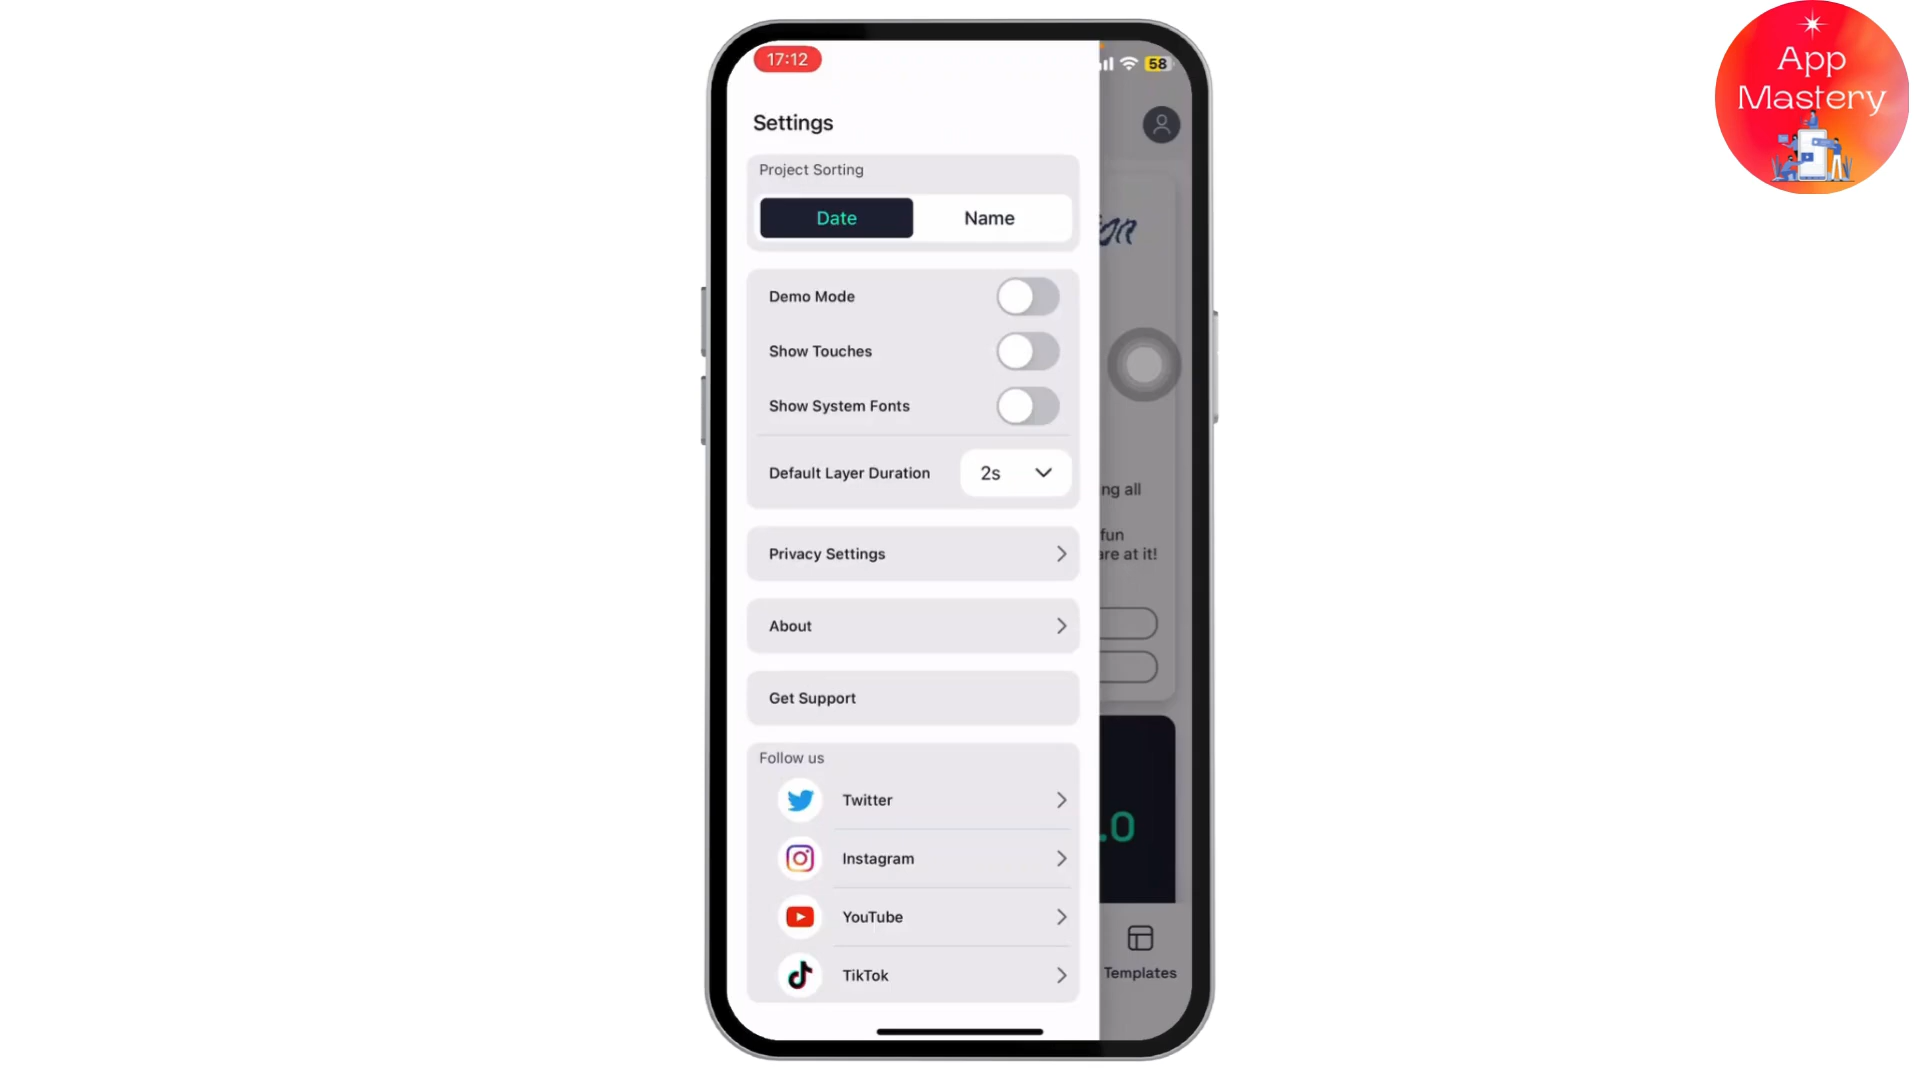 17:12
58
App
Mastery
Settings
Project Sorting
Date
Name
Demo Mode
Show Touches
Show System Fonts
Default Layer Duration
2s
ng all
fun
are at it!
Privacy Settings
About
Get Support
Follow us
Twitter
.0
Instagram
YouTube
TikTok
Templates